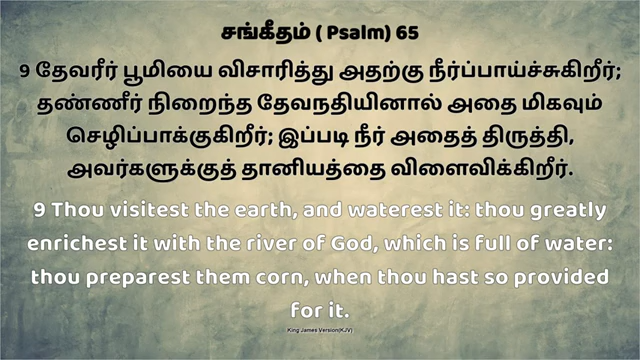 சங்கீதம் ( Psalm) 65
9 தேவரீர் பூமியை விசாரித்து அதற்கு நீர்ப்பாய்ச்சுகிறீர்;
தண்ணீர் நிறைந்த தேவநதியினால் அதை மிகவும்
செழிப்பாக்குகிறீர்; இப்படி நீர் அதைத் திருத்தி,
அவர்களுக்குத் தானியத்தை விளைவிக்கிறீர்.
9 Thou visitest the earth, and waterest it: thou greatly
enrichest it with the river of God, which is full of water:
thou preparest them corn, when thou hast so provided
for it.
King James Version(KJV)